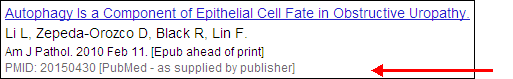 Autophagy Is a Component of Epithelial Cell Fate in Obstructive Uropathy.
Li L, Zepeda-Orozco D, Black R, Lin F.
Am J Pathol. 2010 Feb 11. [Epub ahead of print]
PMID: 20150430 [PubMed - as supplied by publisher]